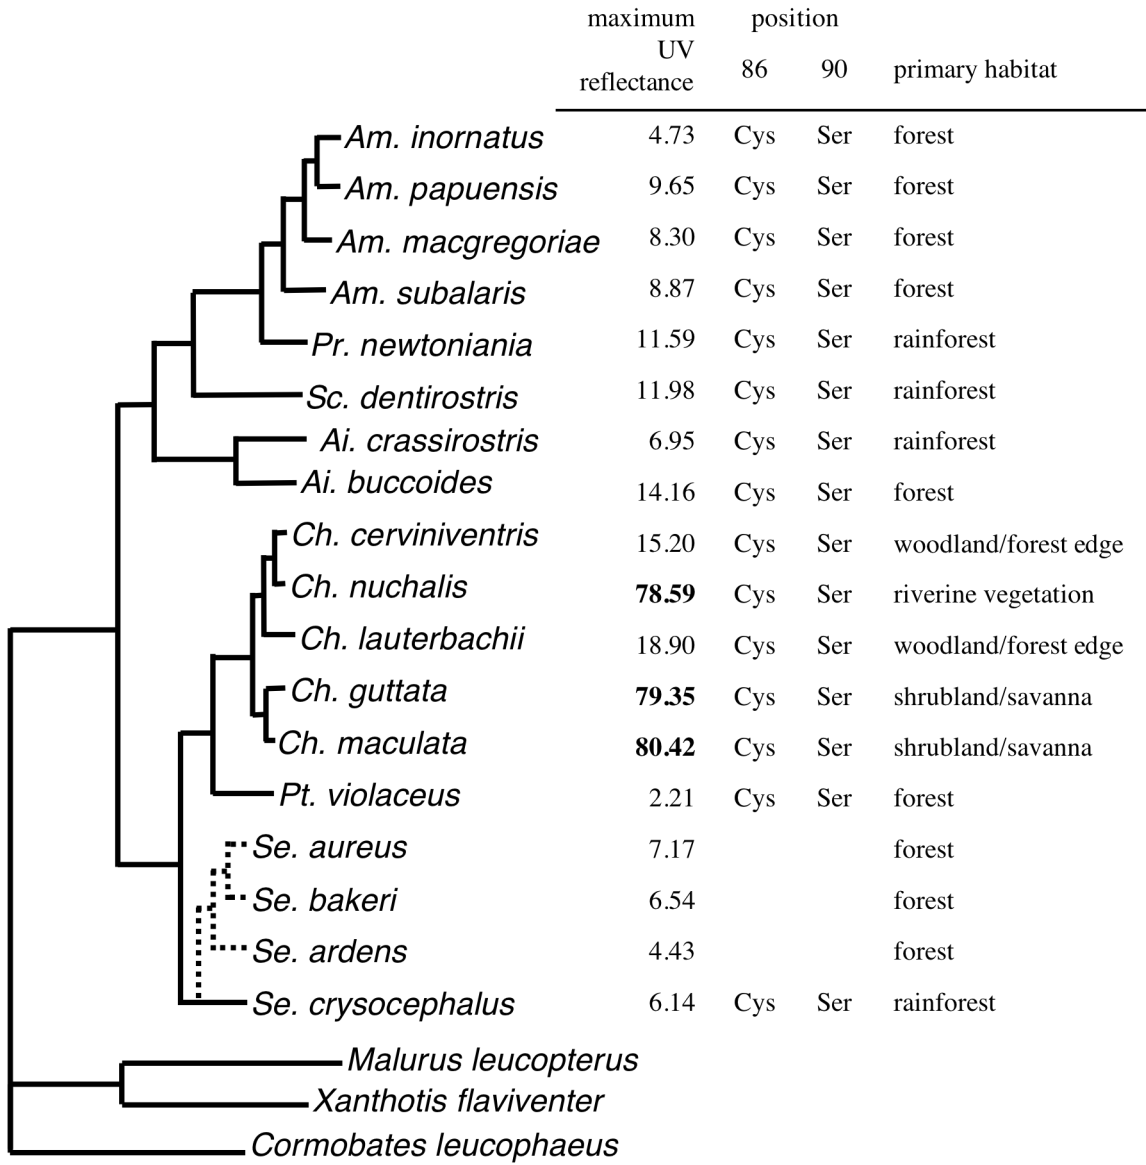 maximum position
UV
reflectance 86 90 primary habitat
Am. inornatus 4.73 Cys Ser forest
Am. papuensis 9.65 Cys Ser forest
Am. macgregoriae 8.30 Cys Ser forest
Am. subalaris 8.87 Cys Ser forest
Pr. newtoniania 11.59 Cys Ser rainforest
Sc. dentirostris 11.98 Cys Ser rainforest
Ai. crassirostris 6.95 Cys Ser rainforest
Ai. buccoides 14.16 Cys Ser forest
Ch. cerviniventris 15.20 Cys Ser woodland/forest edge
Ch. nuchalis 78.59 Cys Ser riverine vegetation
Ch. lauterbachii 18.90 Cys Ser woodland/forest edge
Ch. guttata 79.35 Cys Ser shrubland/savanna
Ch. maculata 80.42 Cys Ser shrubland/savanna
Pt. violaceus 2.21 Cys Ser forest
Se. aureus 7.17 forest
Se. bakeri 6.54 forest
Se. ardens 4.43 forest
Se. crysocephalus 6.14 Cys Ser rainforest
Malurus leucopterus
Xanthotis flaviventer
Cormobates leucophaeus